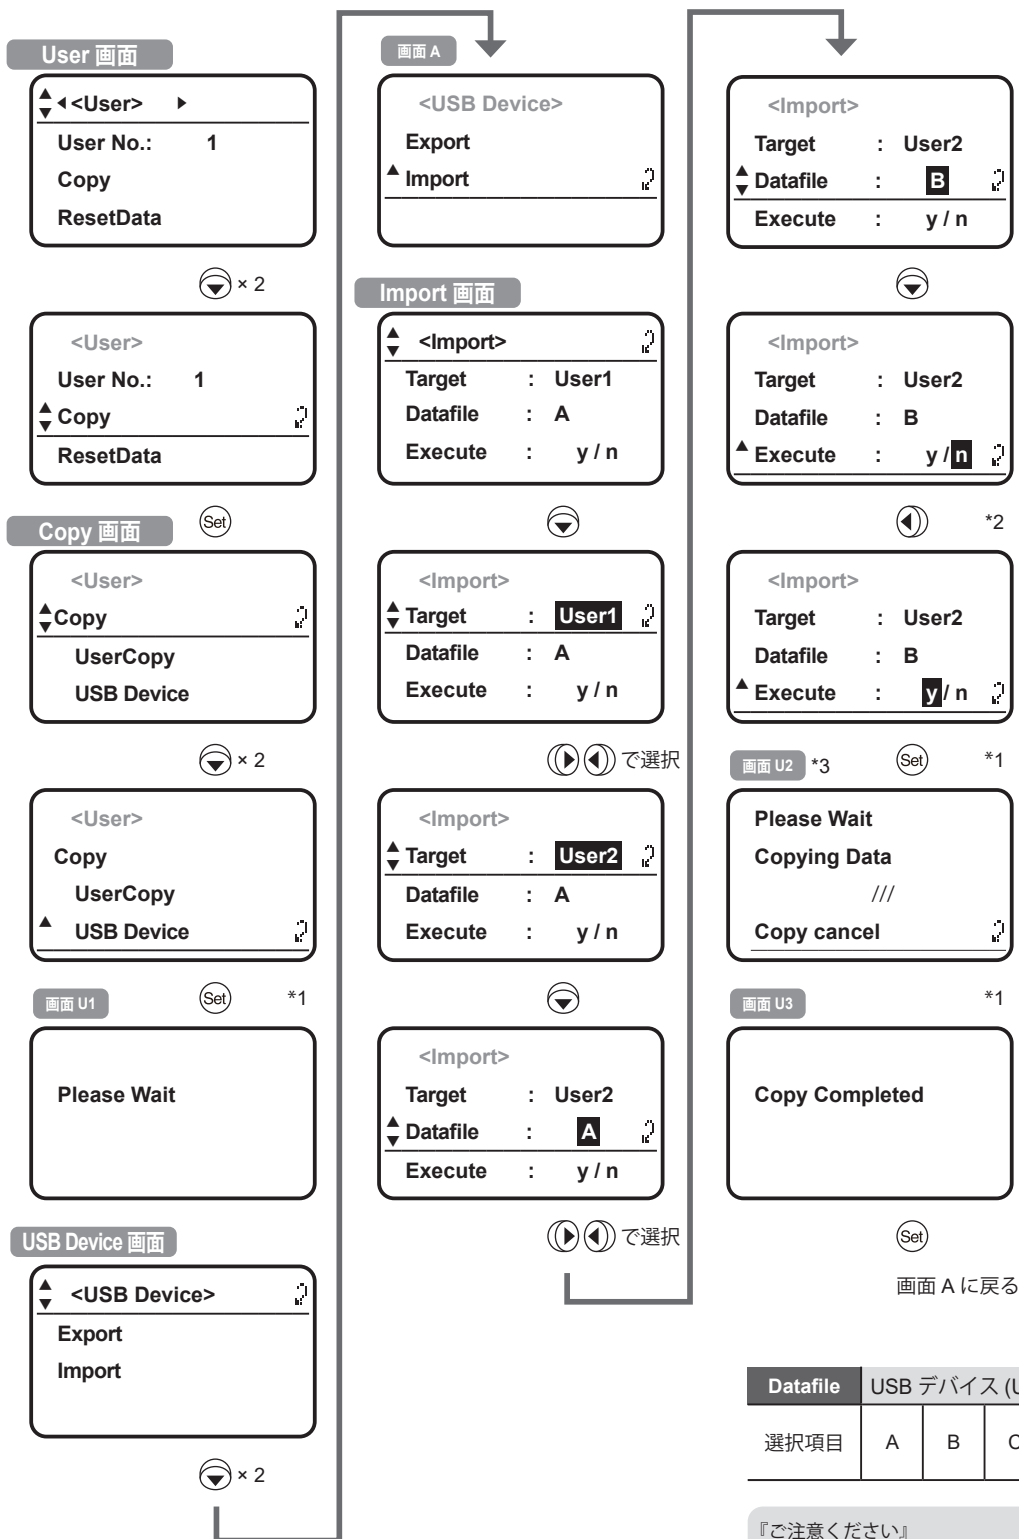 User 画面
<User>
User No.: 1
Copy
ResetData
× 2
<User>
User No.: 1
Copy
ResetData
Set
Copy 画面
<User>
Copy
UserCopy
USB Device
× 2
<User>
Copy
UserCopy
USB Device
画面 U1 Set *1
Please Wait
USB Device 画面
<USB Device>
Export
Import
× 2
画面 A
<USB Device>
Export
Import
Import 画面
<Import>
Target : User1
Datafile : A
Execute : y / n
<Import>
Target : User1
Datafile : A
Execute : y / n
で選択
<Import>
Target : User2
Datafile : A
Execute : y / n
<Import>
Target : User2
Datafile : A
Execute : y / n
で選択
<Import>
Target : User2
Datafile : B
Execute : y / n
<Import>
Target : User2
Datafile : B
Execute : y / n
*2
<Import>
Target : User2
Datafile : B
Execute : y / n
画面 U2 *3 Set *1
Please Wait
Copying Data
///
Copy cancel
画面 U3 *1
Copy Completed
Set
画面 A に戻る
Datafile USB デバイス
選択項目 A B
『ご注意ください』